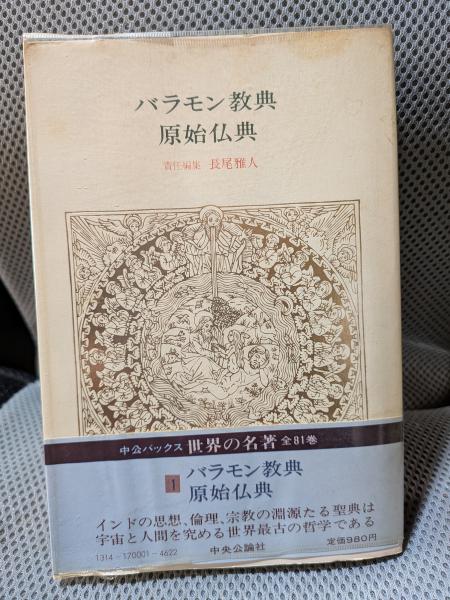 バラモン教典
原始仏典
責任編集 長尾雅人
中公バックス 世界の名著 全81巻
1 バラモン教典
原始仏典
インドの思想、倫理、宗教の淵源たる聖典は
宇宙と人間を究める世界最古の哲学である
1314-170001-4622 中央公論社 定価980円